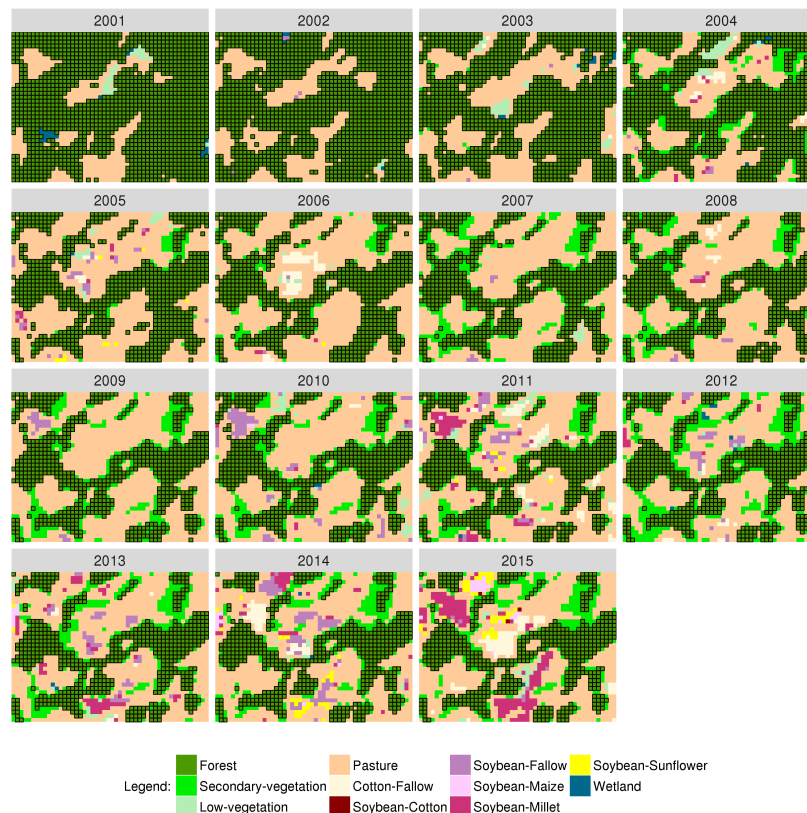 2001 2002 2003 2004
2005 2006 2007 2008
2009 2010 2011 2012
2013 2014 2015
Forest Pasture Soybean-Fallow Soybean-Sunflower
Legend: Secondary-vegetation Cotton-Fallow Soybean-Maize Wetland
Low-vegetation Soybean-Cotton Soybean-Millet